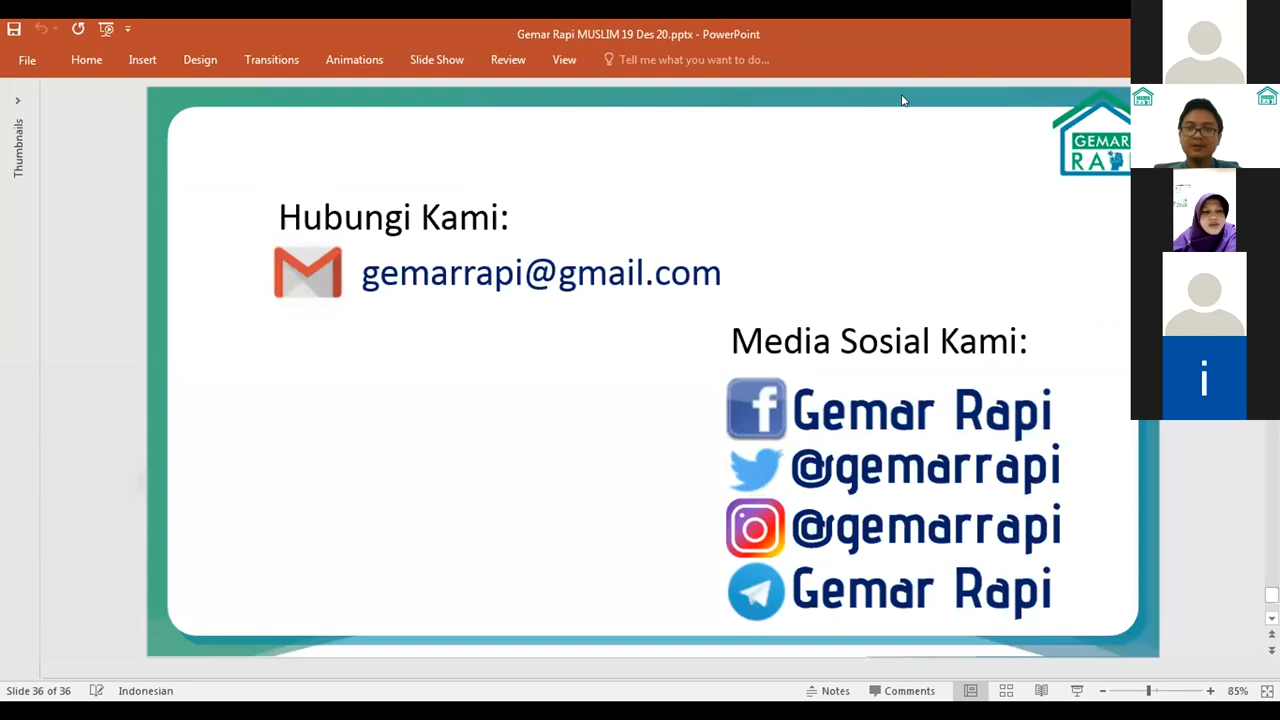 Gemar Rapi MUSLIM 19 Des 20.pptx - PowerPoint
File Home Insert Design Transitions Animations Slide Show Review View Tell me what you want to do...
Thumbnails
GEMAR
RAPI
Hubungi Kami:
gemarrapi@gmail.com
Media Sosial Kami:
Gemar Rapi
@gemarrapi
@gemarrapi
Gemar Rapi
i
Slide 36 of 36 Indonesian Notes Comments 85%